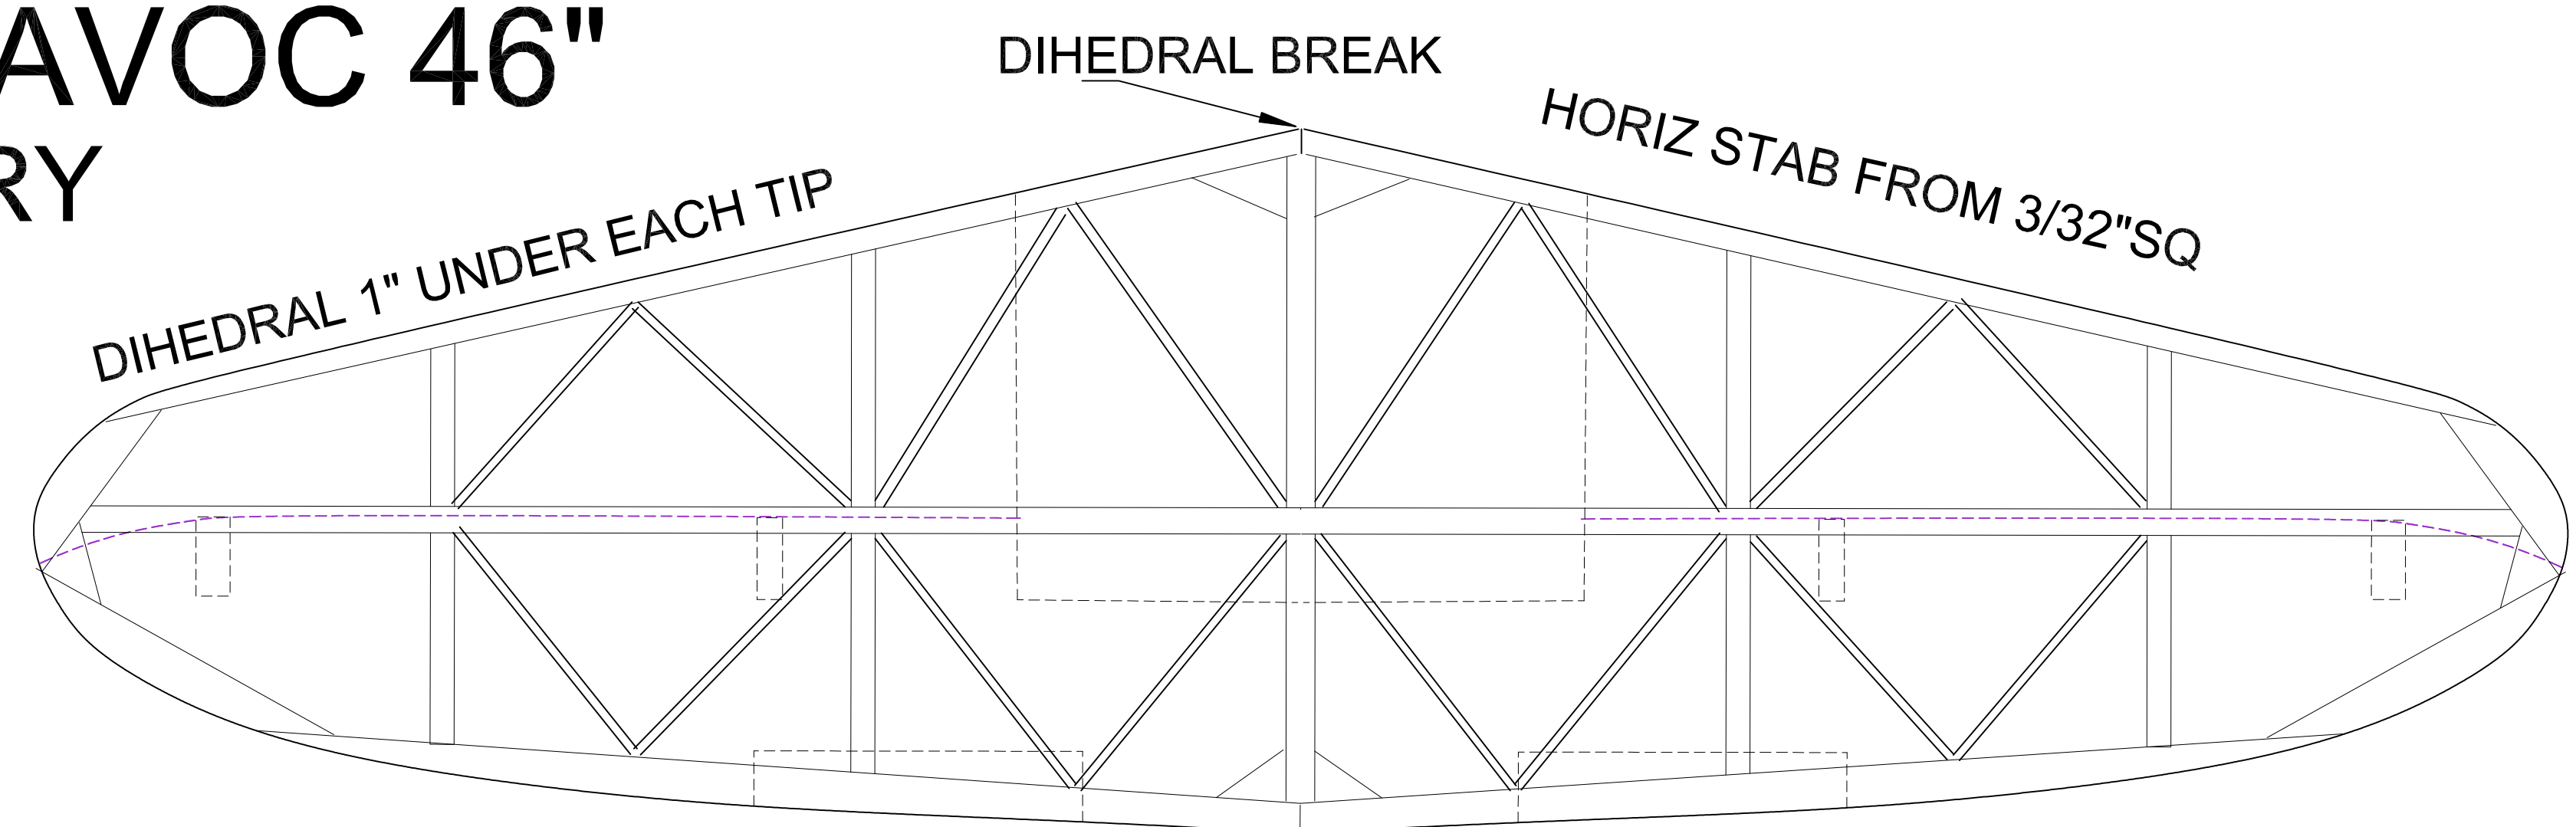 AVOC 46"
RY
DIHEDRAL BREAK
HORIZ STAB FROM 3/32"SQ
DIHEDRAL 1" UNDER EACH TIP